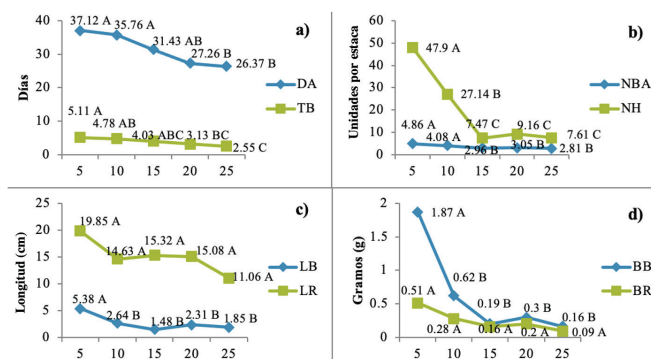 a)
Días
40
30
20
10
0
37.12 A
35.76 A
31.43 AB
27.26 B
26.37 B
DA
TB
5.11 A
4.78 AB
4.03 ABC
3.13 BC
2.55 C
5 10 15 20 25
b)
Unidades por estaca
60
50
40
30
20
10
0
47.9 A
27.14 B
7.47 C
9.16 C
7.61 C
NBA
NH
4.86 A
4.08 A
2.96 B
3.05 B
2.81 B
5 10 15 20 25
c)
Longitud (cm)
25
20
15
10
5
0
19.85 A
14.63 A
15.32 A
15.08 A
11.06 A
LB
LR
5.38 A
2.64 B
1.48 B
2.31 B
1.85 B
5 10 15 20 25
d)
Gramos (g)
2
1.5
1
0.5
0
1.87 A
0.62 B
0.19 B
0.3 B
0.16 B
BB
BR
0.51 A
0.28 A
0.16 A
0.2 A
0.09 A
5 10 15 20 25